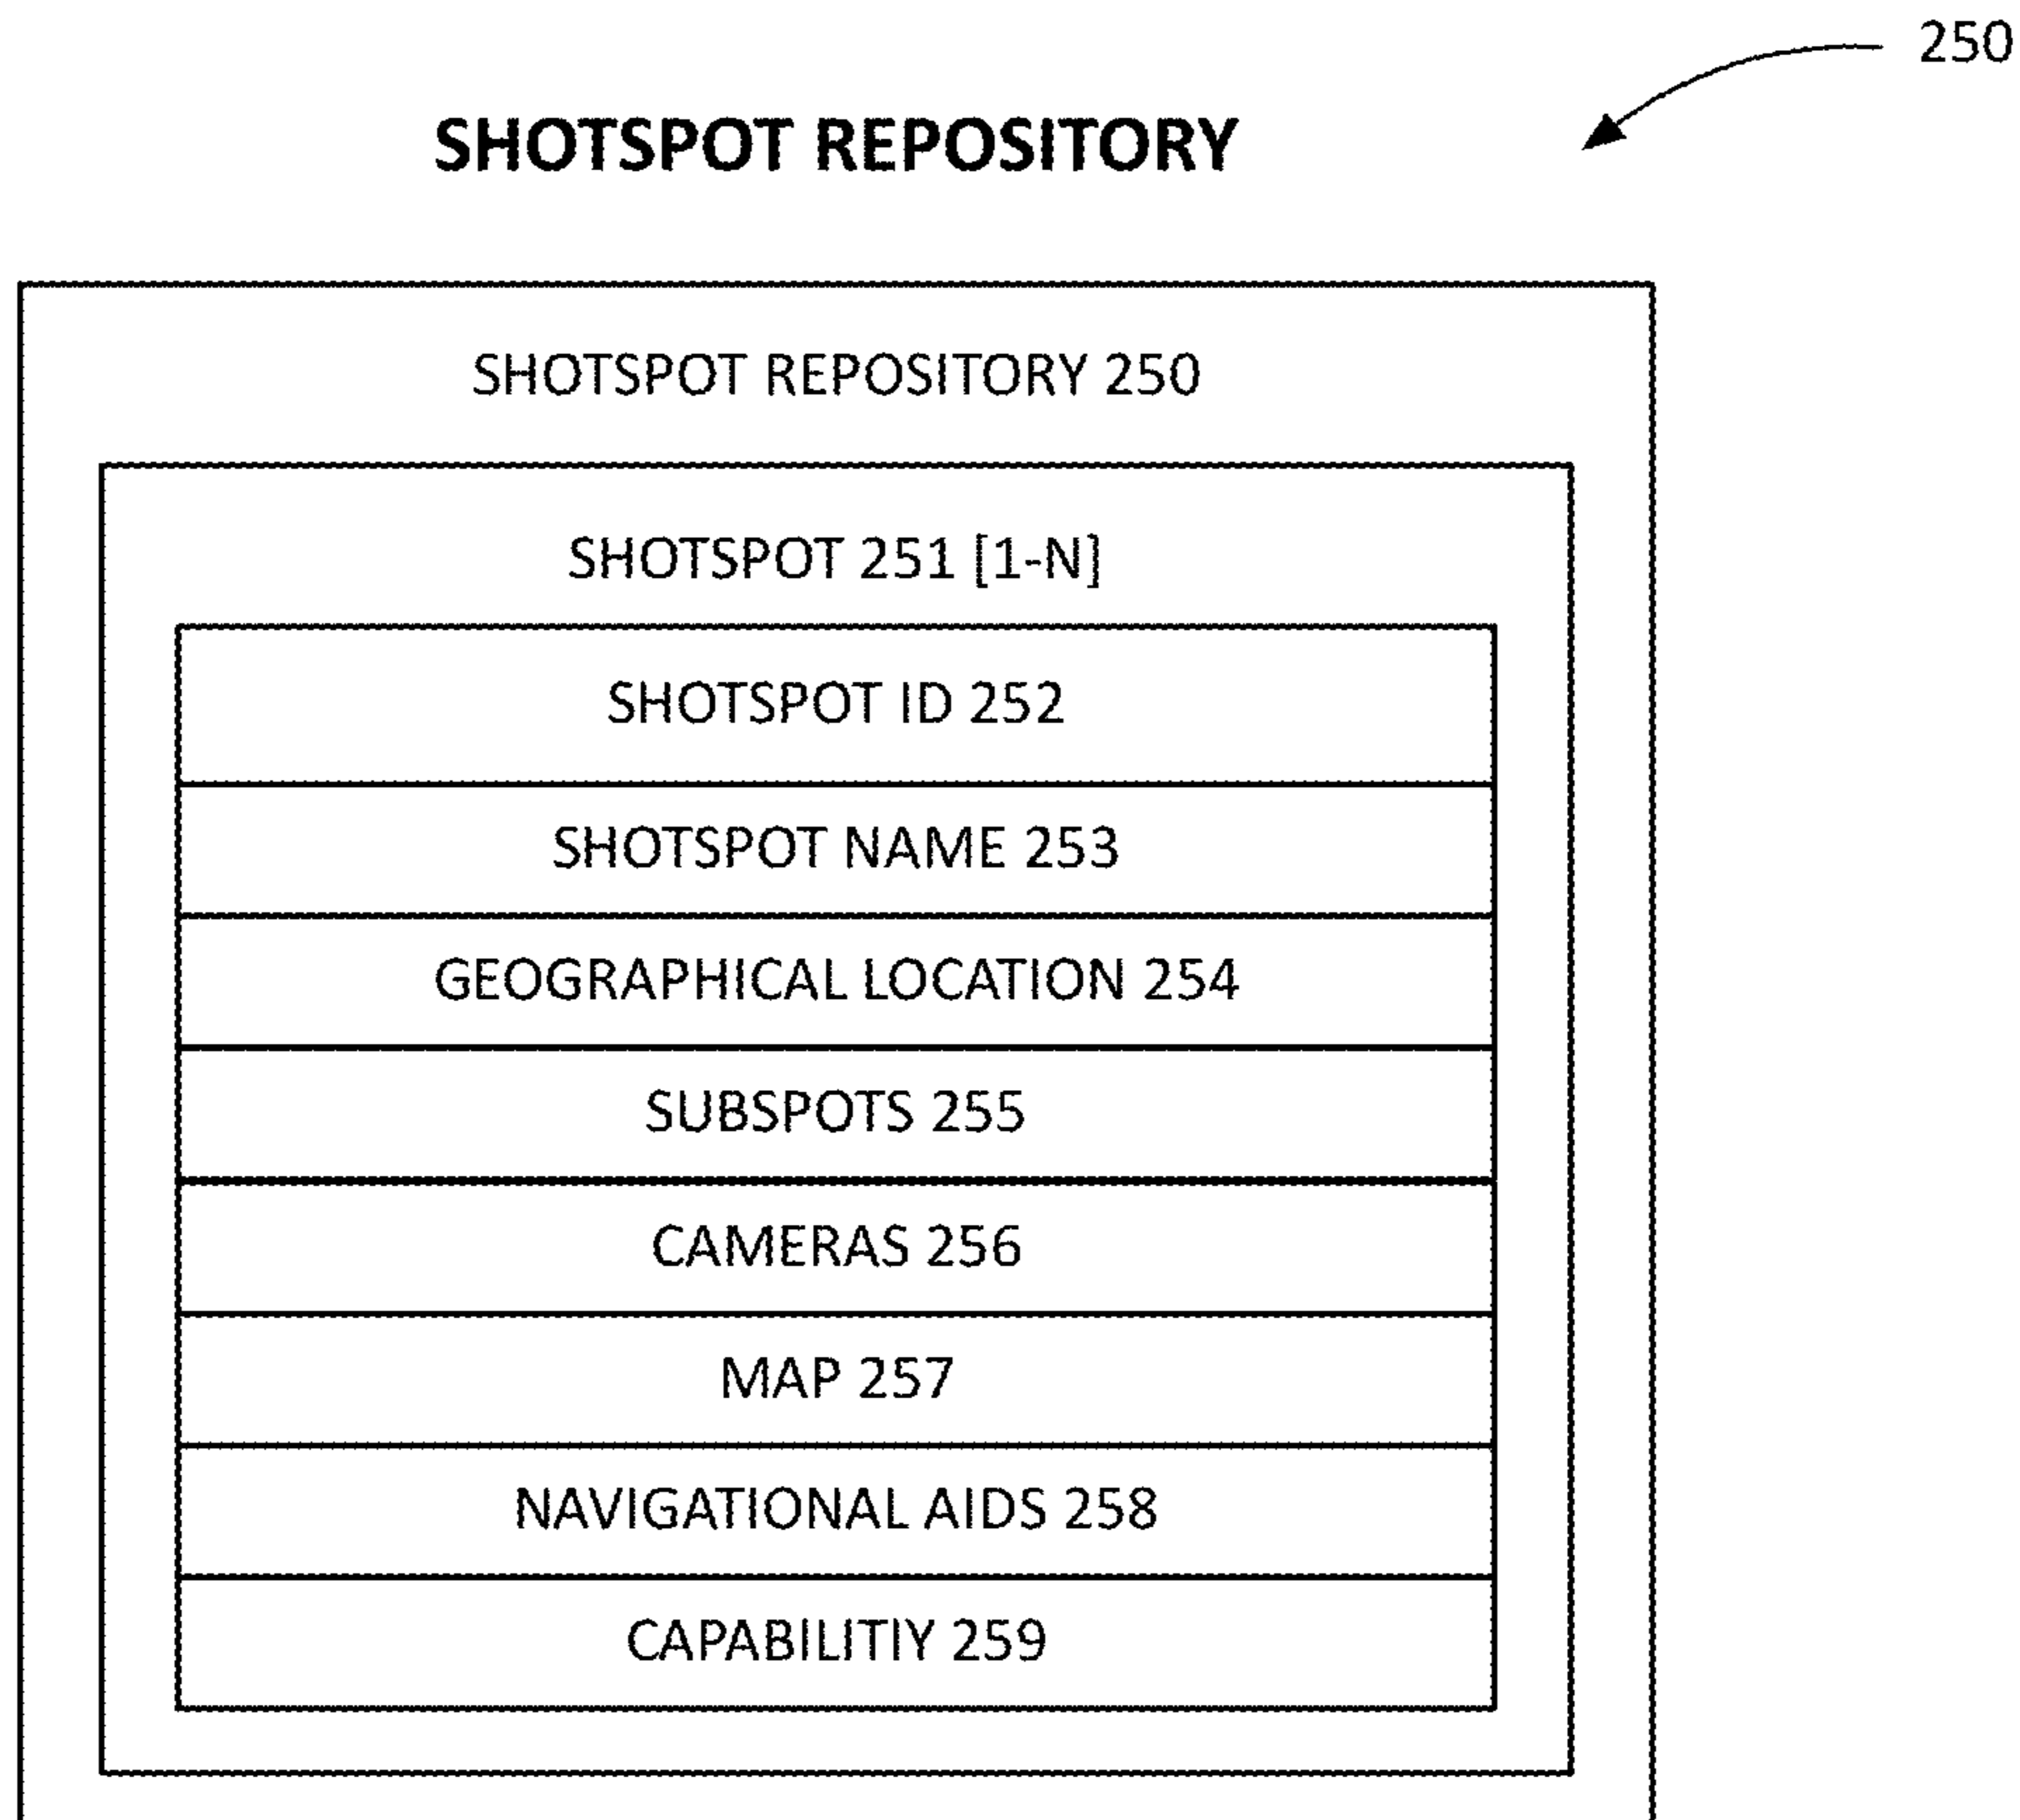 250
SHOTSPOT REPOSITORY
SHOTSPOT REPOSITORY 250
SHOTSPOT 251 [1-N]
SHOTSPOT ID 252
SHOTSPOT NAME 253
GEOGRAPHICAL LOCATION 254
SUBSPOTS 255
CAMERAS 256
MAP 257
NAVIGATIONAL AIDS 258
CAPABILITIY 259